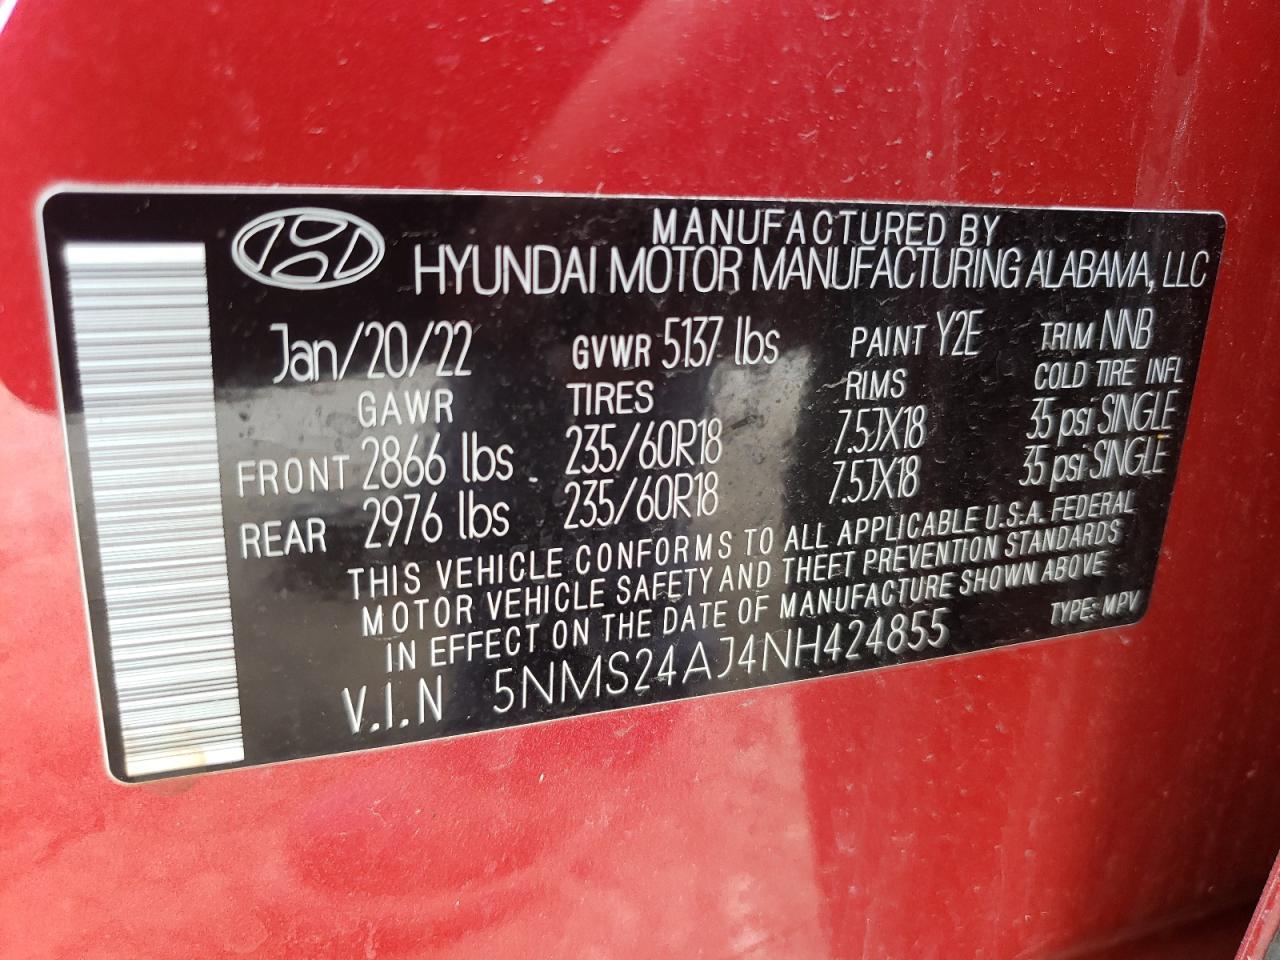 MANUFACTURED BY
HYUNDAI MOTOR MANUFACTURING ALABAMA, LLC
Jan/20/22 GVWR 5137 lbs PAINT Y2E TRIM NNB
GAWR TIRES RIMS COLD TIRE INFL
FRONT 2866 lbs 235/60R18 7.5JX18 35 psi SINGLE
REAR 2976 lbs 235/60R18 7.5JX18 35 psi SINGLE
THIS VEHICLE CONFORMS TO ALL APPLICABLE U.S.A. FEDERAL
MOTOR VEHICLE SAFETY AND THEFT PREVENTION STANDARDS
IN EFFECT ON THE DATE OF MANUFACTURE SHOWN ABOVE
V.I.N 5NMS24AJ4NH424855 TYPE: MPV